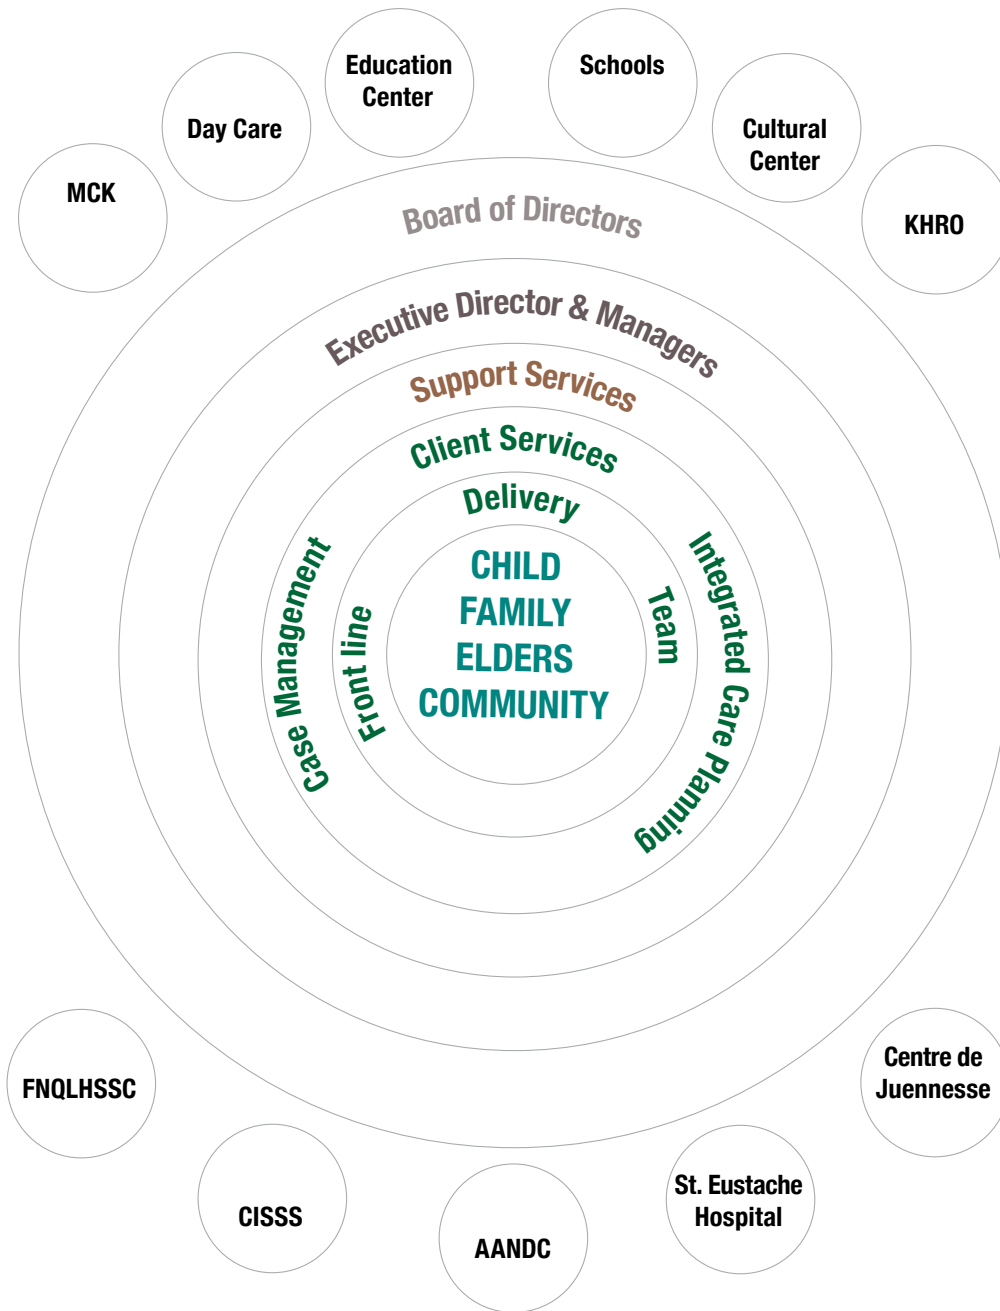 Education
Center
Schools
Day Care
Cultural
Center
MCK
KHRO
Board of Directors
Executive Director & Managers
Support Services
Client Services
Delivery
Case Management
Front line
Team
Integrated Care Planning
CHILD
FAMILY
ELDERS
COMMUNITY
FNQLHSSC
Centre de
Juennesse
CISSS
AANDC
St. Eustache
Hospital